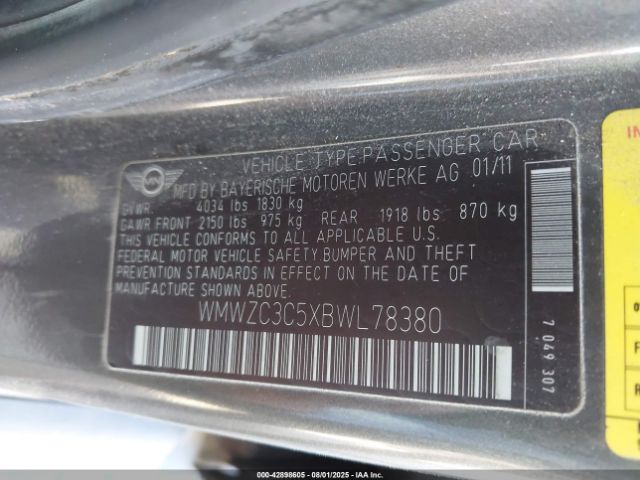 VEHICLE TYPE:PASSENGER CAR
MFD BY BAYERISCHE MOTOREN WERKE AG 01/11
GVWR: 4034 lbs 1830 kg
GAWR FRONT 2150 lbs 975 kg REAR 1918 lbs 870 kg
THIS VEHICLE CONFORMS TO ALL APPLICABLE U.S.
FEDERAL MOTOR VEHICLE SAFETY,BUMPER AND THEFT
PREVENTION STANDARDS IN EFFECT ON THE DATE OF
MANUFACTURE SHOWN ABOVE.
WMWZC3C5XBWL78380
7 049 307
00-42898605 - 08/01/2025 - IAA Inc.